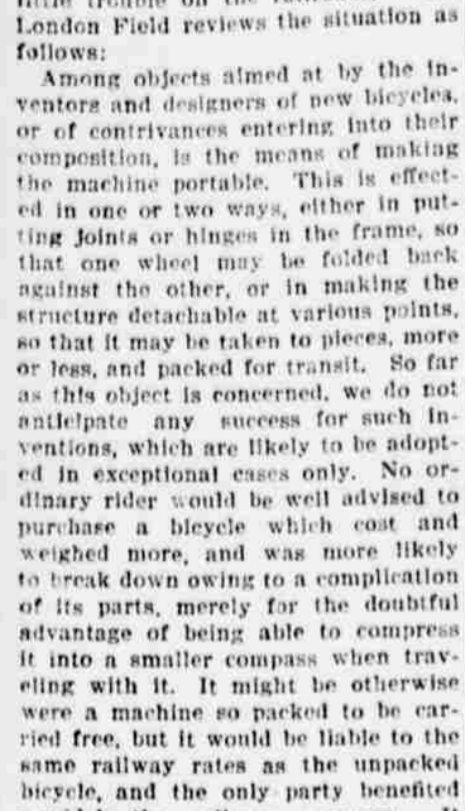 London Field reviews the situation as
follows:
Among objects aimed at by the in-
ventors and designers of new bicycles,
or of contrivances entering into their
composition, is the means of making
the machine portable. This is effect-
ed in one or two ways, either in put-
ting joints or hinges in the frame, so
that one wheel may be folded back
against the other, or in making the
structure detachable at various points,
so that it may be taken to pieces, more
or less, and packed for transit. So far
as this object is concerned, we do not
anticipate any success for such in-
ventions, which are likely to be adopt-
ed in exceptional cases only. No or-
dinary rider would be well advised to
purchase a bicycle which cost and
weighed more, and was more likely
to break down owing to a complication
of its parts, merely for the doubtful
advantage of being able to compress
it into a smaller compass when trav-
eling with it. It might be otherwise
were a machine so packed to be car-
ried free, but it would be liable to the
same railway rates as the unpacked
bicycle, and the only party benefited